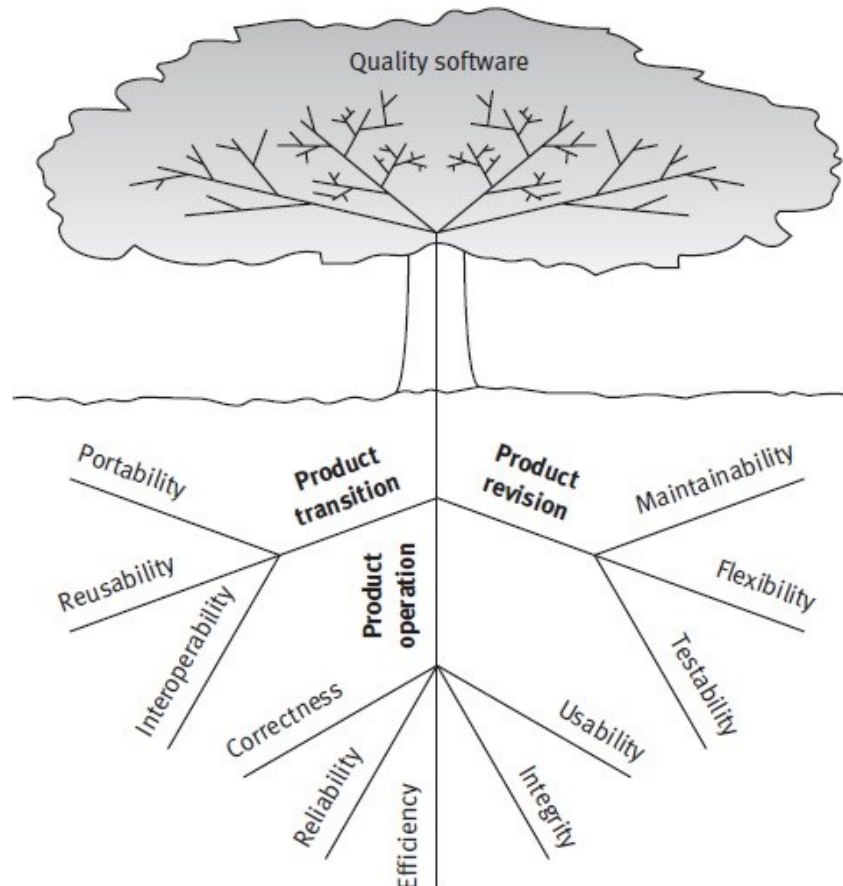 Quality software
Portability
Product
transition
Product
revision
Maintainability
Reusability
Product
operation
Flexibility
Interoperability
Testability
Correctness
Usability
Reliability
Efficiency
Integrity